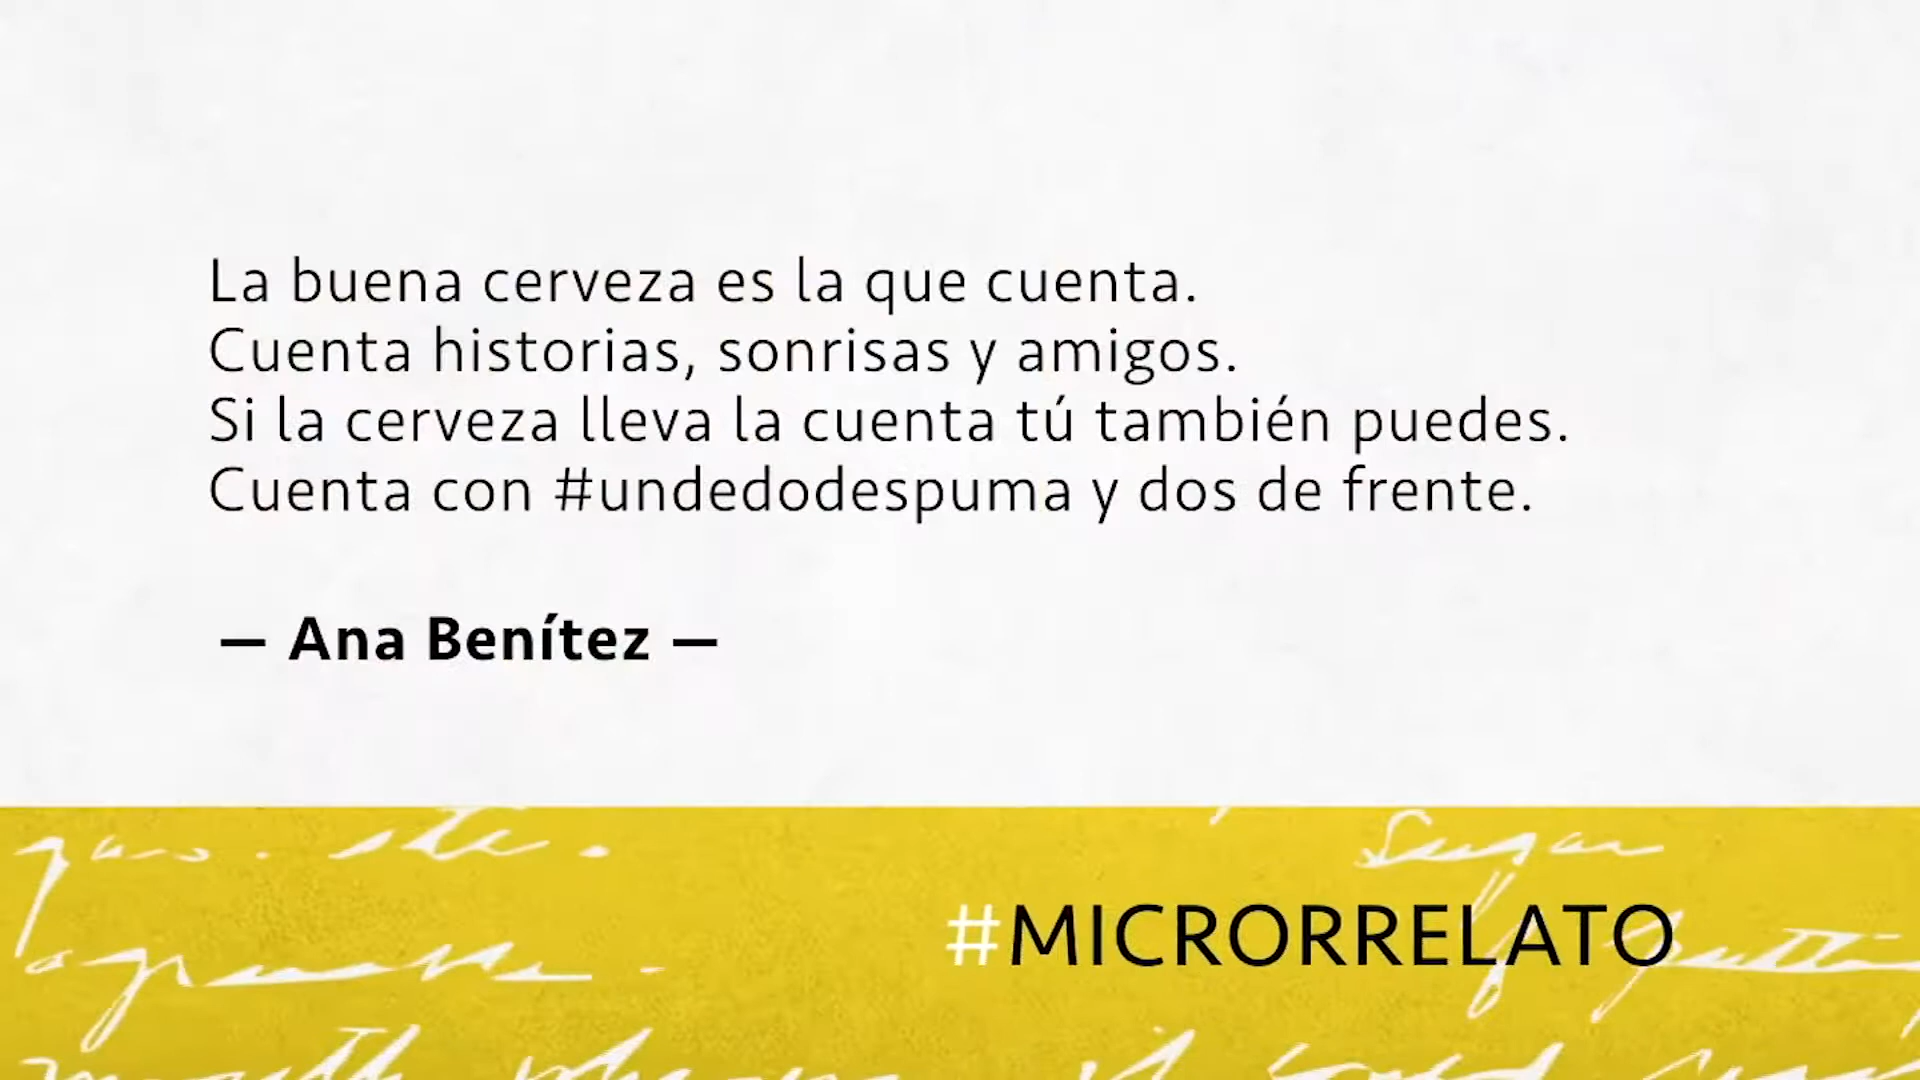 La buena cerveza es la que cuenta.
Cuenta historias, sonrisas y amigos.
Si la cerveza lleva la cuenta tú también puedes.
Cuenta con #undedodespuma y dos de frente.
— Ana Benítez —
Sugar
#MICRORRELATO